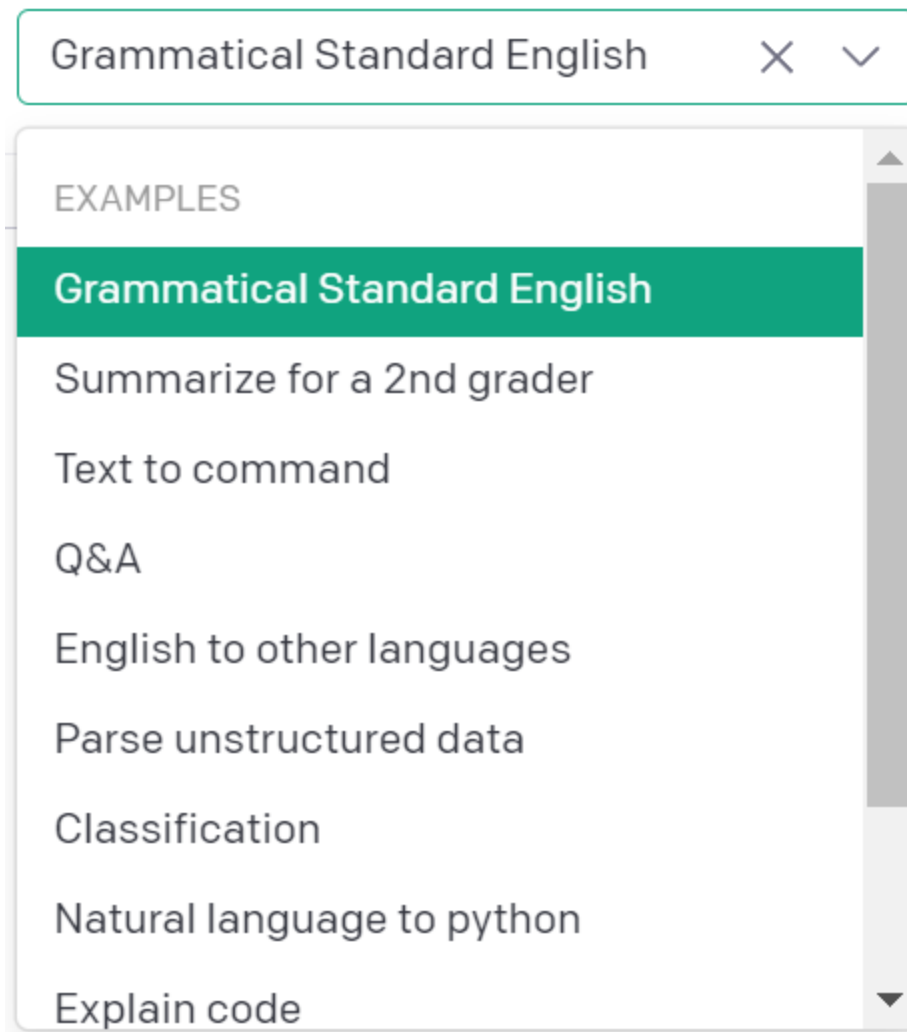 Grammatical Standard English
EXAMPLES
Grammatical Standard English
Summarize for a 2nd grader
Text to command
Q&A
English to other languages
Parse unstructured data
Classification
Natural language to python
Explain code